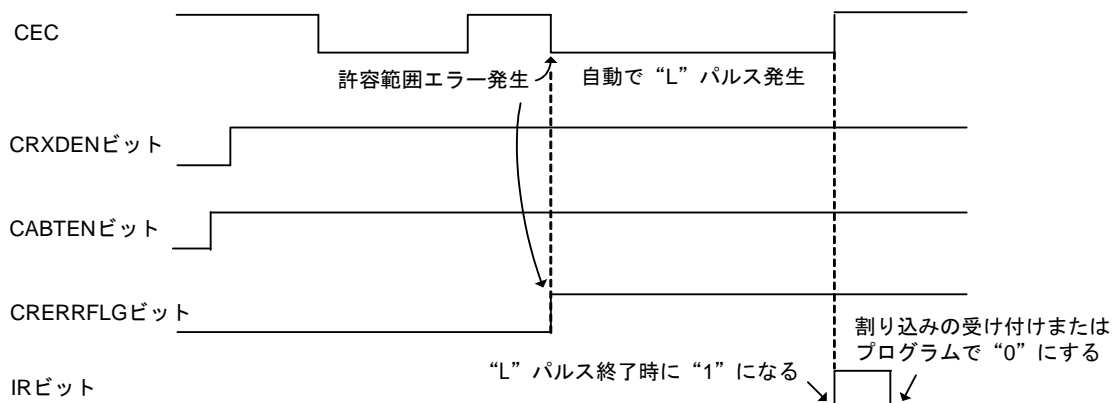 CEC
許容範囲エラー発生
自動で“L”パルス発生
CRXDENビット
CABTENビット
CRERRFLGビット
割り込みの受け付けまたは
プログラムで“0”にする
“L”パルス終了時に“1”になる
IRビット